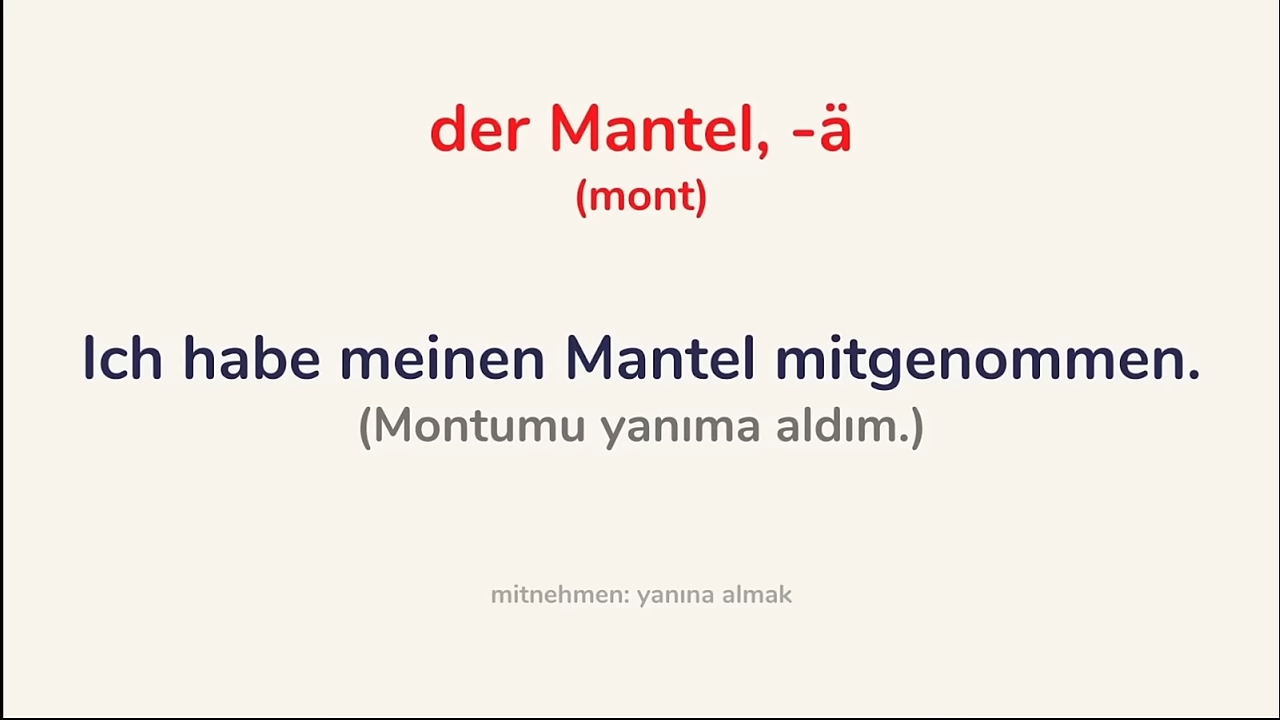 der Mantel, -ä
(mont)
Ich habe meinen Mantel mitgenommen.
(Montumu yanıma aldım.)
mitnehmen: yanına almak